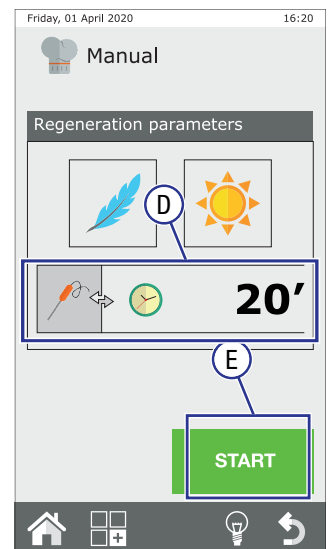 Friday, 01 April 2020 16:20
Manual
Regeneration parameters
D
20’
E
START